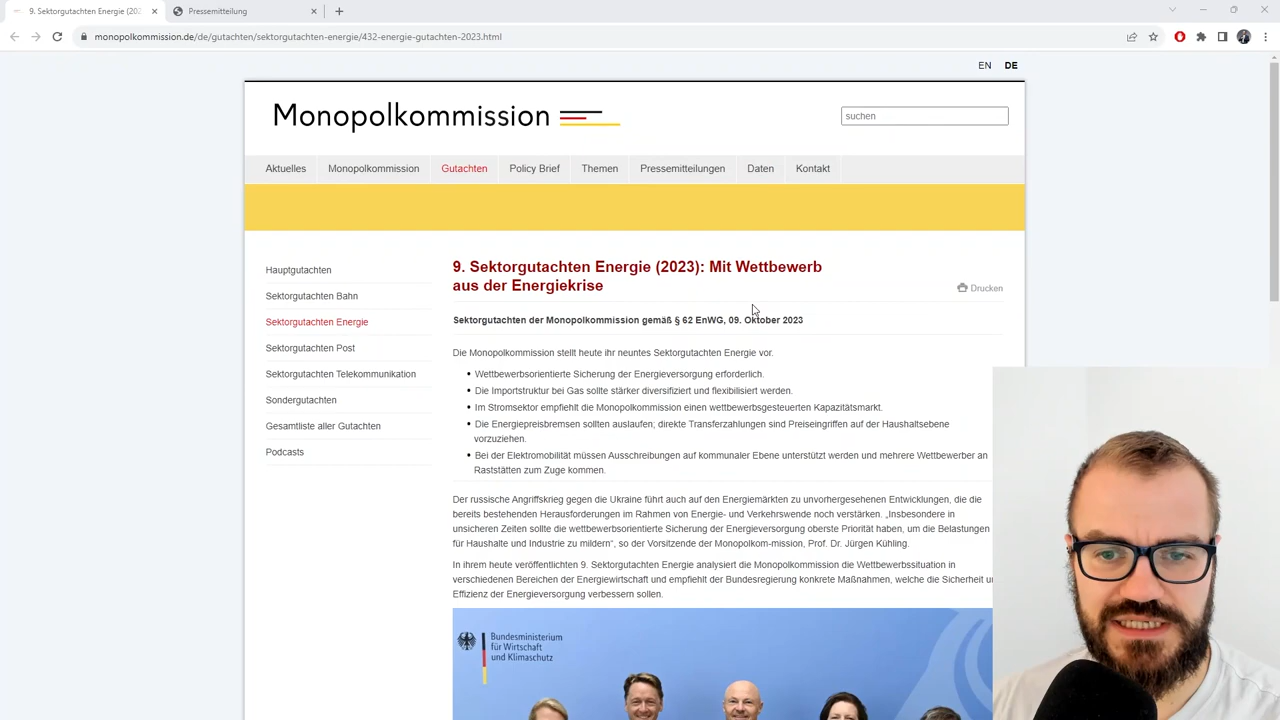 9. Sektorgutachten Energie (202
Pressemitteilung
monopolkommission.de/de/gutachten/sektorgutachten-energie/432-energie-gutachten-2023.html
EN DE
Monopolkommission
suchen
Aktuelles Monopolkommission Gutachten Policy Brief Themen Pressemitteilungen Daten Kontakt
Hauptgutachten
Sektorgutachten Bahn
Sektorgutachten Energie
Sektorgutachten Post
Sektorgutachten Telekommunikation
Sondergutachten
Gesamtliste aller Gutachten
Podcasts
9. Sektorgutachten Energie (2023): Mit Wettbewerb
aus der Energiekrise
Drucken
Sektorgutachten der Monopolkommission gemäß § 62 EnWG, 09. Oktober 2023
Die Monopolkommission stellt heute ihr neuntes Sektorgutachten Energie vor.
• Wettbewerbsorientierte Sicherung der Energieversorgung erforderlich.
• Die Importstruktur bei Gas sollte stärker diversifiziert und flexibilisiert werden.
• Im Stromsektor empfiehlt die Monopolkommission einen wettbewerbsgesteuerten Kapazitätsmarkt.
• Die Energiepreisbremsen sollten auslaufen; direkte Transferzahlungen sind Preiseingriffen auf der Haushaltsebene
vorzuziehen.
• Bei der Elektromobilität müssen Ausschreibungen auf kommunaler Ebene unterstützt werden und mehrere Wettbewerber an
Raststätten zum Zuge kommen.
Der russische Angriffskrieg gegen die Ukraine führt auch auf den Energiemärkten zu unvorhergesehenen Entwicklungen, die die
bereits bestehenden Herausforderungen im Rahmen von Energie- und Verkehrswende noch verstärken. „Insbesondere in
unsicheren Zeiten sollte die wettbewerbsorientierte Sicherung der Energieversorgung oberste Priorität haben, um die Belastungen
für Haushalte und Industrie zu mildern“, so der Vorsitzende der Monopolkom-mission, Prof. Dr. Jürgen Kühling.
In ihrem heute veröffentlichten 9. Sektorgutachten Energie analysiert die Monopolkommission die Wettbewerbssituation in
verschiedenen Bereichen der Energiewirtschaft und empfiehlt der Bundesregierung konkrete Maßnahmen, welche die Sicherheit
Effizienz der Energieversorgung verbessern sollen.
Bundesministerium
für Wirtschaft
und Klimaschutz